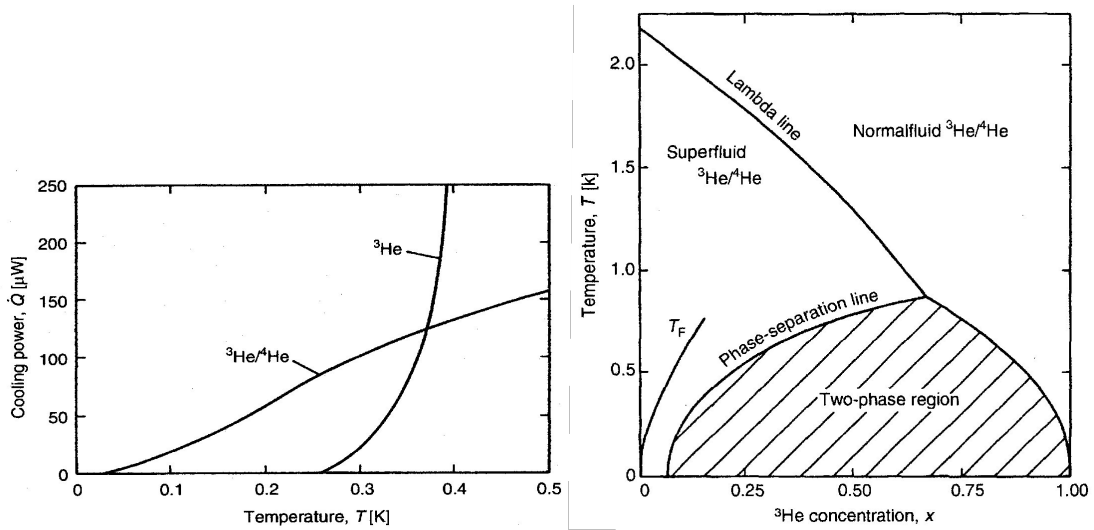 250
200
150
100
50
0
Cooling power, Q̇ [μW]
³He
³He/⁴He
0
0.1
0.2
0.3
0.4
0.5
Temperature, T [K]
2.0
1.5
1.0
0.5
0
Temperature, T [k]
Lambda line
Normalfluid ³He/⁴He
Superfluid
³He/⁴He
T_F
Phase-separation line
Two-phase region
0
0.25
0.50
0.75
1.00
³He concentration, x